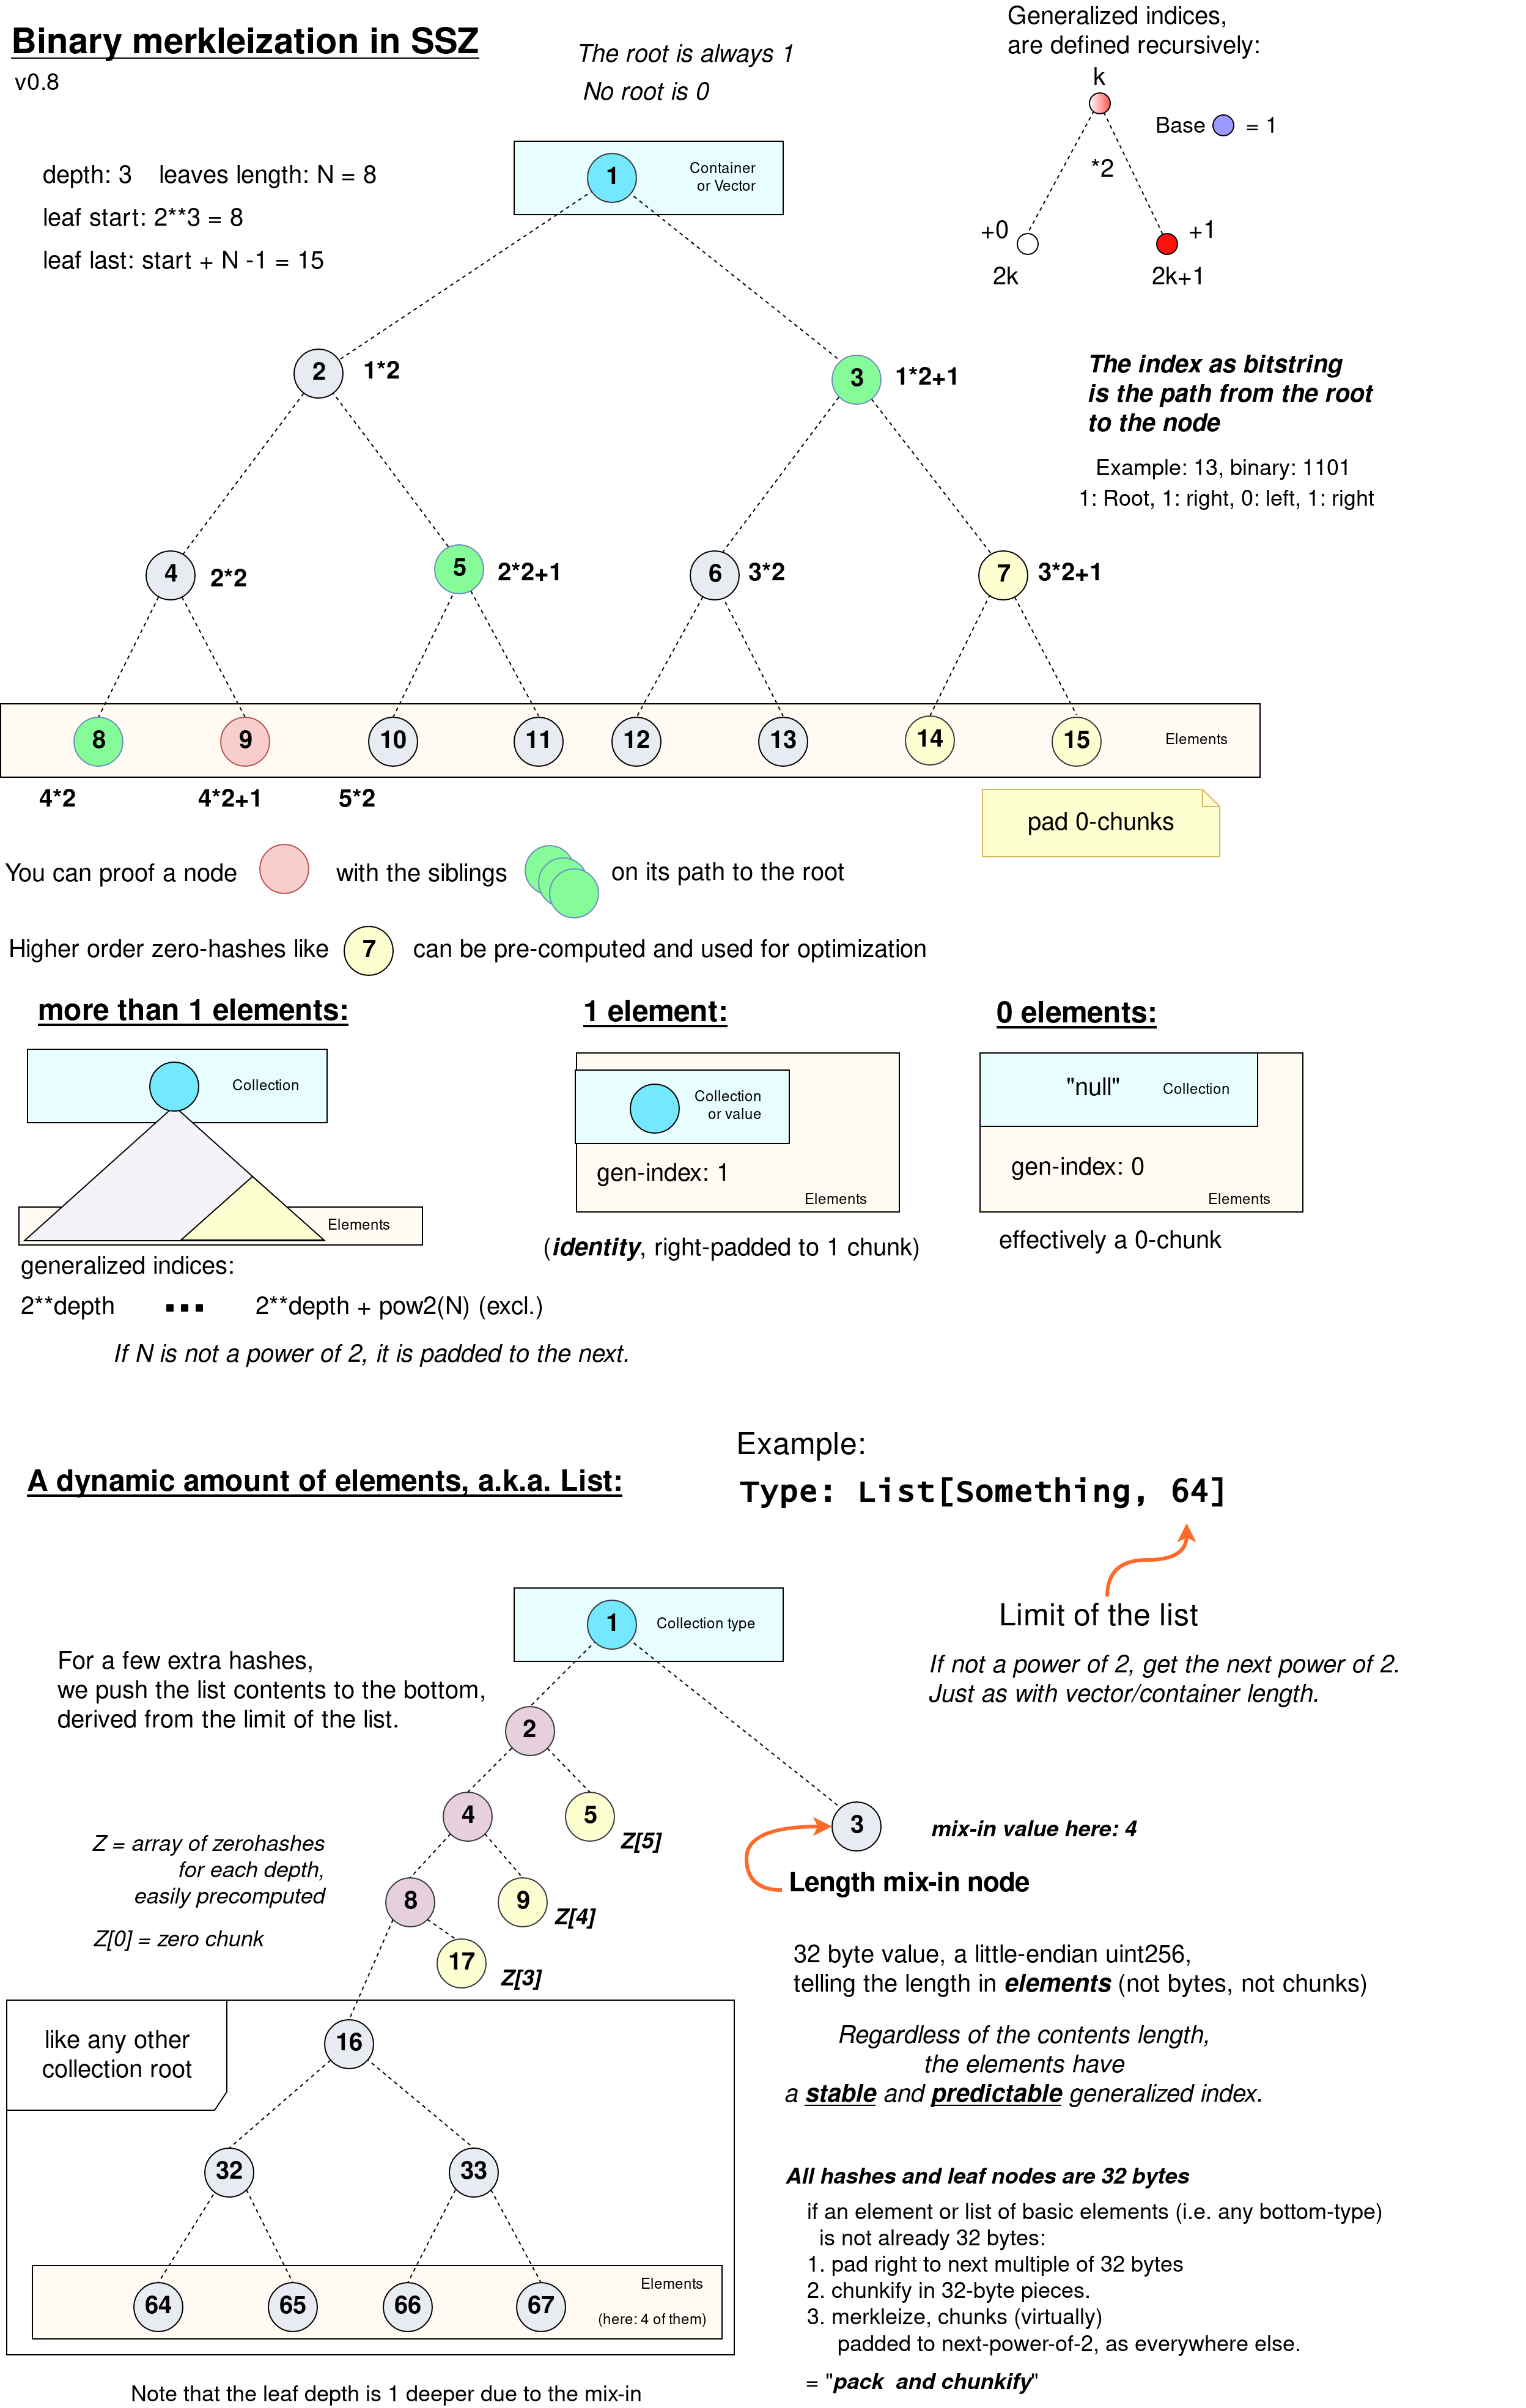 Binary merkleization in SSZ
v0.8
The root is always 1
No root is 0
Generalized indices,
are defined recursively:
k
Base = 1
*2
+0
+1
2k
2k+1
depth: 3 leaves length: N = 8
leaf start: 2**3 = 8
leaf last: start + N -1 = 15
1
Container
or Vector
2
1*2
3
1*2+1
The index as bitstring
is the path from the root
to the node
Example: 13, binary: 1101
1: Root, 1: right, 0: left, 1: right
4
2*2
5
2*2+1
6
3*2
7
3*2+1
8
9
10
11
12
13
14
15
Elements
4*2
4*2+1
5*2
pad 0-chunks
You can proof a node with the siblings on its path to the root
Higher order zero-hashes like 7 can be pre-computed and used for optimization
more than 1 elements:
Collection
Elements
generalized indices:
2**depth ... 2**depth + pow2(N) (excl.)
If N is not a power of 2, it is padded to the next.
1 element:
Collection
or value
gen-index: 1
Elements
(identity, right-padded to 1 chunk)
0 elements:
"null"
Collection
gen-index: 0
Elements
effectively a 0-chunk
A dynamic amount of elements, a.k.a. List:
Example:
Type: List[Something, 64]
Limit of the list
If not a power of 2, get the next power of 2.
Just as with vector/container length.
1
Collection type
For a few extra hashes,
we push the list contents to the bottom,
derived from the limit of the list.
2
4
5
Z[5]
3
mix-in value here: 4
Length mix-in node
Z = array of zerohashes
for each depth,
easily precomputed
Z[0] = zero chunk
8
9
Z[4]
17
Z[3]
32 byte value, a little-endian uint256,
telling the length in elements (not bytes, not chunks)
Regardless of the contents length,
the elements have
a stable and predictable generalized index.
like any other
collection root
16
32
33
64
65
66
67
Elements
(here: 4 of them)
Note that the leaf depth is 1 deeper due to the mix-in
All hashes and leaf nodes are 32 bytes
if an element or list of basic elements (i.e. any bottom-type)
is not already 32 bytes:
1. pad right to next multiple of 32 bytes
2. chunkify in 32-byte pieces.
3. merkleize, chunks (virtually)
padded to next-power-of-2, as everywhere else.
= "pack and chunkify"